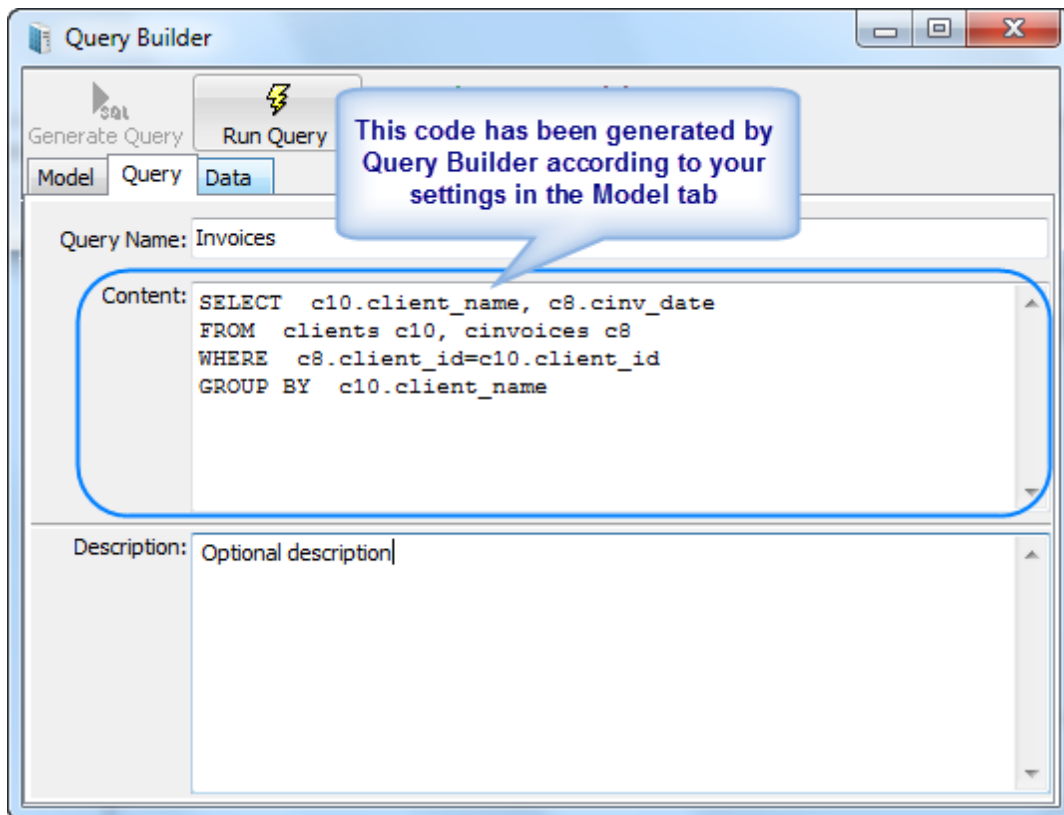 Query Builder
SQL
Generate Query
Run Query
This code has been generated by
Query Builder according to your
settings in the Model tab
Model
Query
Data
Query Name: Invoices
Content:
SELECT  c10.client_name, c8.cinv_date
FROM  clients c10, cinvoices c8
WHERE  c8.client_id=c10.client_id
GROUP BY  c10.client_name
Description: Optional description